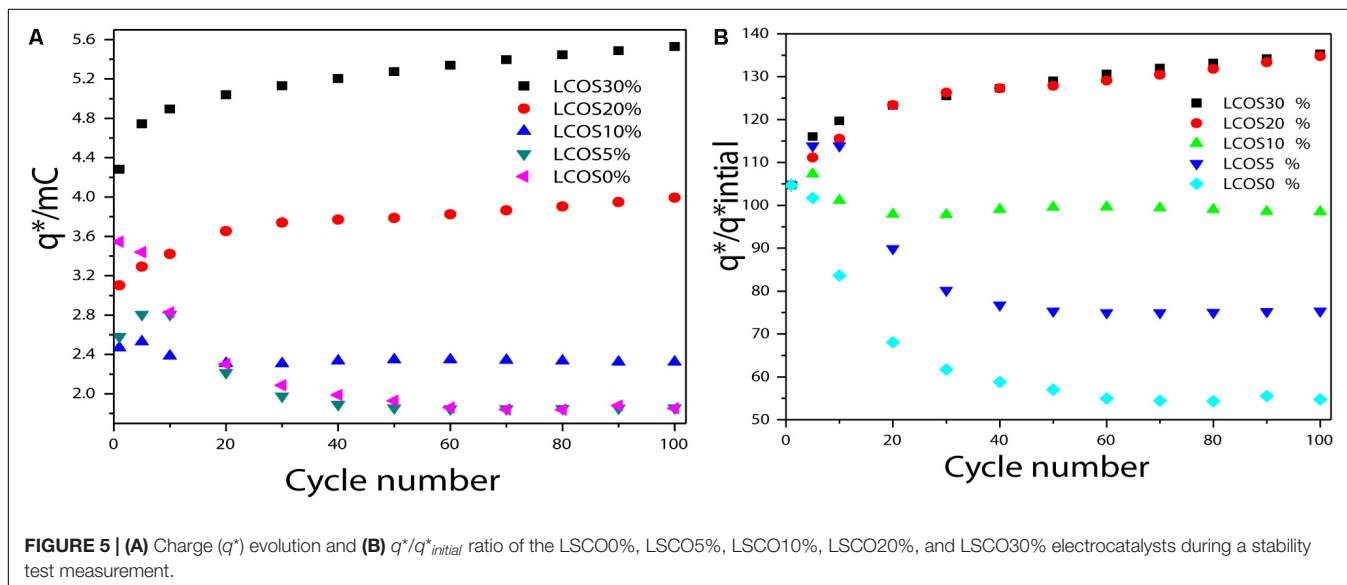 A
q*/mC
5.6
5.2
4.8
4.4
4.0
3.6
3.2
2.8
2.4
2.0
0
20
40
60
80
100
Cycle number
LCOS30%
LCOS20%
LCOS10%
LCOS5%
LCOS0%
B
q*/q*intial
140
130
120
110
100
90
80
70
60
50
0
20
40
60
80
100
Cycle number
LCOS30 %
LCOS20 %
LCOS10 %
LCOS5 %
LCOS0 %
FIGURE 5 | (A) Charge (q*) evolution and (B) q*/q*initial ratio of the LSCO0%, LSCO5%, LSCO10%, LSCO20%, and LSCO30% electrocatalysts during a stability
test measurement.